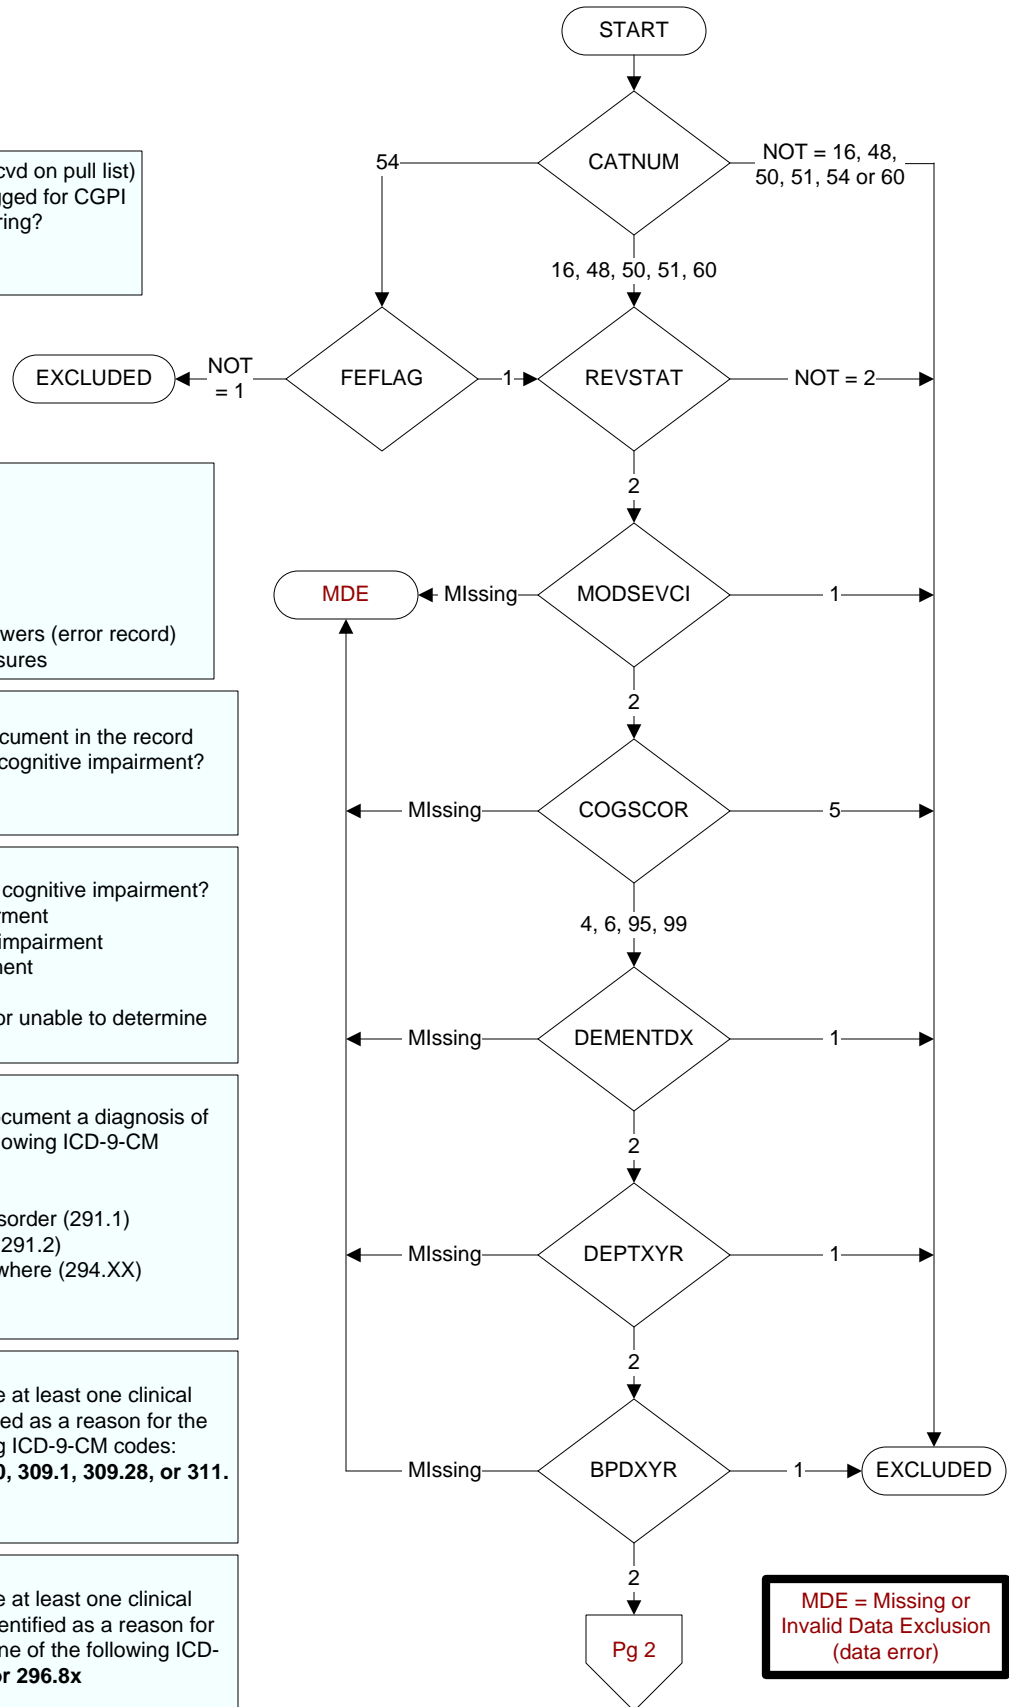 START
CATNUM
54
NOT = 16, 48,
50, 51, 54 or 60
16, 48, 50, 51, 60
cvd on pull list)
gged for CGPI
ring?
EXCLUDED
NOT
= 1
FEFLAG
1
REVSTAT
NOT = 2
2
wers (error record)
sures
MDE
MIssing
MODSEVCI
1
2
cument in the record
cognitive impairment?
MIssing
COGSCOR
5
4, 6, 95, 99
cognitive impairment?
rment
impairment
nent
or unable to determine
MIssing
DEMENTDX
1
2
ocument a diagnosis of
lowing ICD-9-CM
sorder (291.1)
291.2)
where (294.XX)
MIssing
DEPTXYR
1
2
e at least one clinical
ed as a reason for the
g ICD-9-CM codes:
0, 309.1, 309.28, or 311.
MIssing
BPDXYR
1
EXCLUDED
2
e at least one clinical
entified as a reason for
ne of the following ICD-
or 296.8x
Pg 2
MDE = Missing or
Invalid Data Exclusion
(data error)